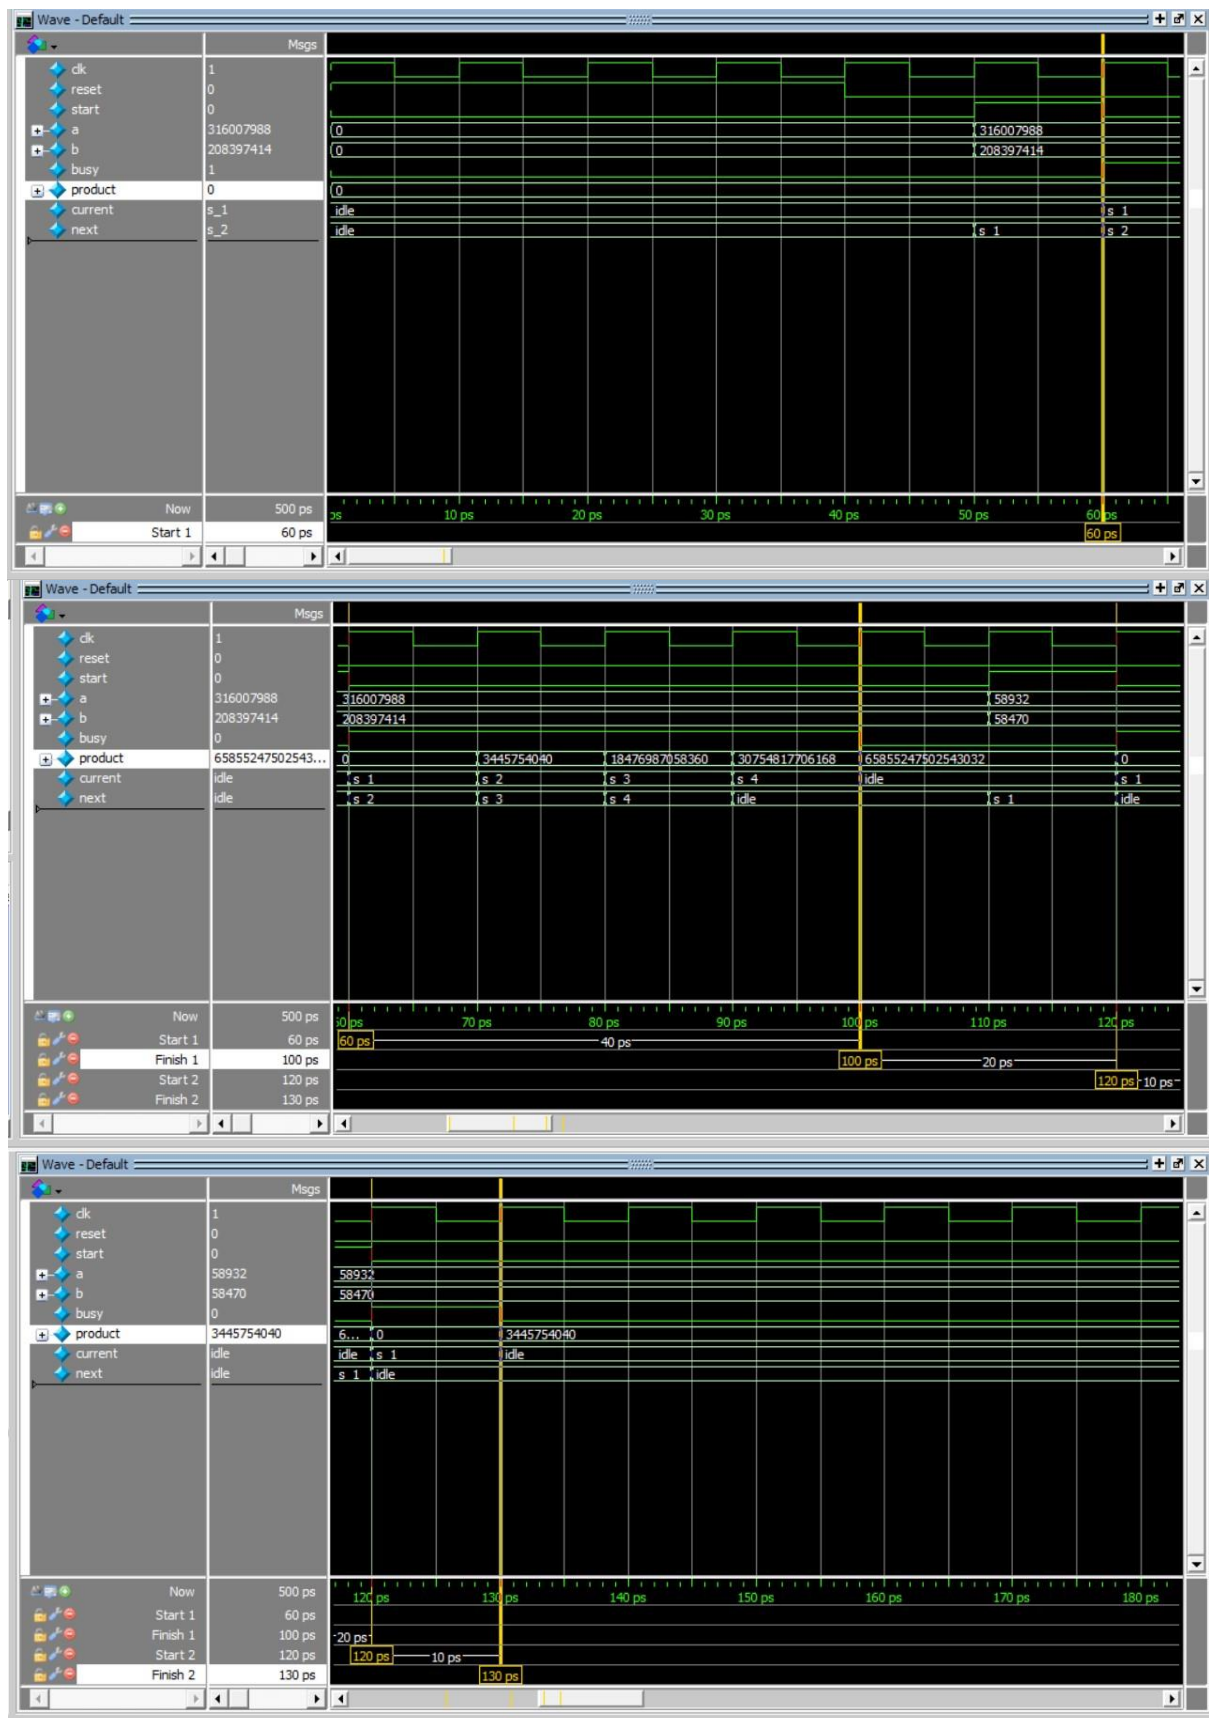 Wave - Default
Msgs
clk 1
reset 0
start 0
a 316007988 0 316007988
b 208397414 0 208397414
busy 1
product 0 0
current s_1 idle s_1
next s_2 idle s_1 s_2
Now 500 ps ps 10 ps 20 ps 30 ps 40 ps 50 ps 60 ps
Start 1 60 ps 60 ps
Wave - Default
Msgs
clk 1
reset 0
start 0
a 316007988 316007988 58932
b 208397414 208397414 58470
busy 0
product 65855247502543... 0 3445754040 18476987058360 30754817706168 65855247502543032 0
current idle s_1 s_2 s_3 s_4 idle s_1
next idle s_2 s_3 s_4 idle s_1 idle
Now 500 ps 60 ps 70 ps 80 ps 90 ps 100 ps 110 ps 120 ps
Start 1 60 ps 60 ps 40 ps
Finish 1 100 ps 100 ps 20 ps
Start 2 120 ps 120 ps 10 ps
Finish 2 130 ps
Wave - Default
Msgs
clk 1
reset 0
start 0
a 58932 58932
b 58470 58470
busy 0
product 3445754040 6... 0 3445754040
current idle idle s_1 idle
next idle s_1 idle
Now 500 ps 120 ps 130 ps 140 ps 150 ps 160 ps 170 ps 180 ps
Start 1 60 ps
Finish 1 100 ps 20 ps
Start 2 120 ps 120 ps 10 ps
Finish 2 130 ps 130 ps